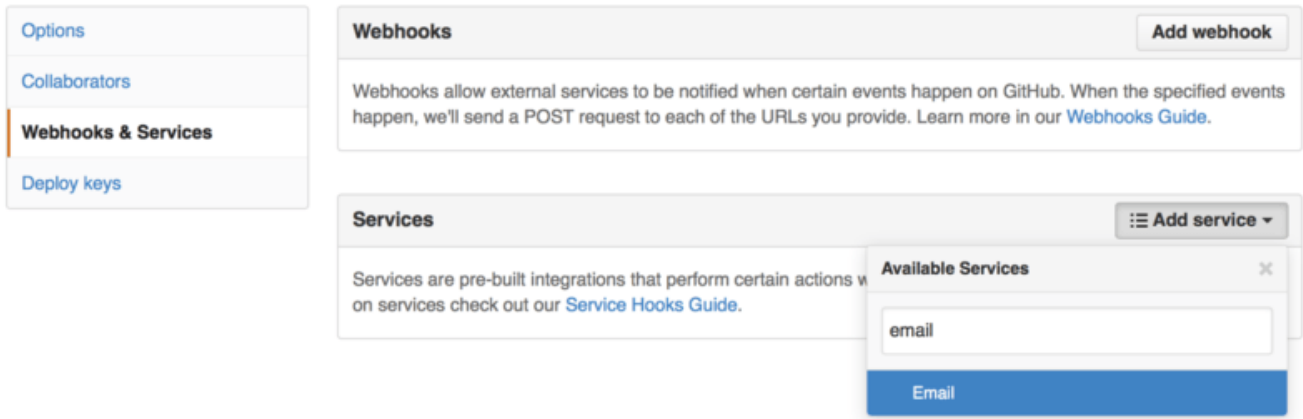 Options
Collaborators
Webhooks & Services
Deploy keys
Webhooks
Add webhook
Webhooks allow external services to be notified when certain events happen on GitHub. When the specified events
happen, we'll send a POST request to each of the URLs you provide. Learn more in our Webhooks Guide.
Services
Add service
Services are pre-built integrations that perform certain actions
on services check out our Service Hooks Guide.
Available Services
email
Email